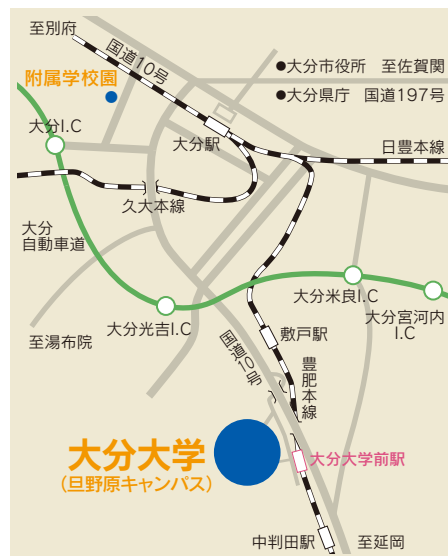 至別府
国道10号
附属学校園
●大分市役所 至佐賀関
●大分県庁 国道197号
大分I.C
大分駅
日豊本線
久大本線
大分
自動車道
大分光吉I.C
大分米良I.C
大分宮河内
I.C
至湯布院
国道10号
敷戸駅
豊肥本線
大分大学
(旦野原キャンパス)
大分大学前駅
中判田駅
至延岡